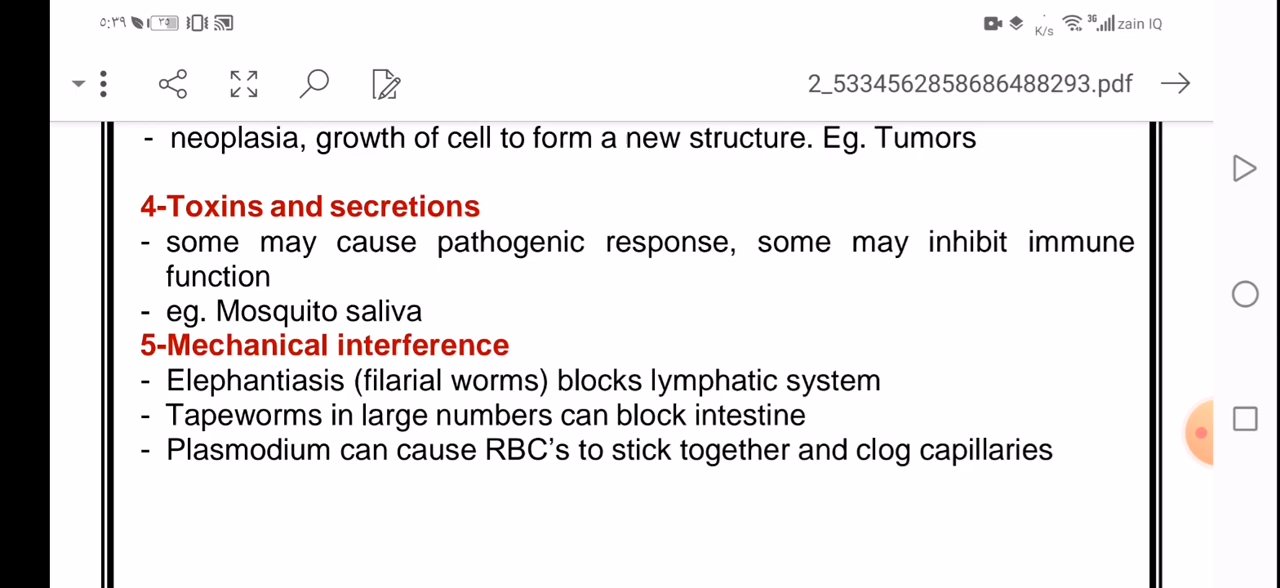 ٥:٣٩ ٢٥ K/s 3G zain IQ
2_5334562858686488293.pdf
- neoplasia, growth of cell to form a new structure. Eg. Tumors
4-Toxins and secretions
- some may cause pathogenic response, some may inhibit immune
function
- eg. Mosquito saliva
5-Mechanical interference
- Elephantiasis (filarial worms) blocks lymphatic system
- Tapeworms in large numbers can block intestine
- Plasmodium can cause RBC's to stick together and clog capillaries